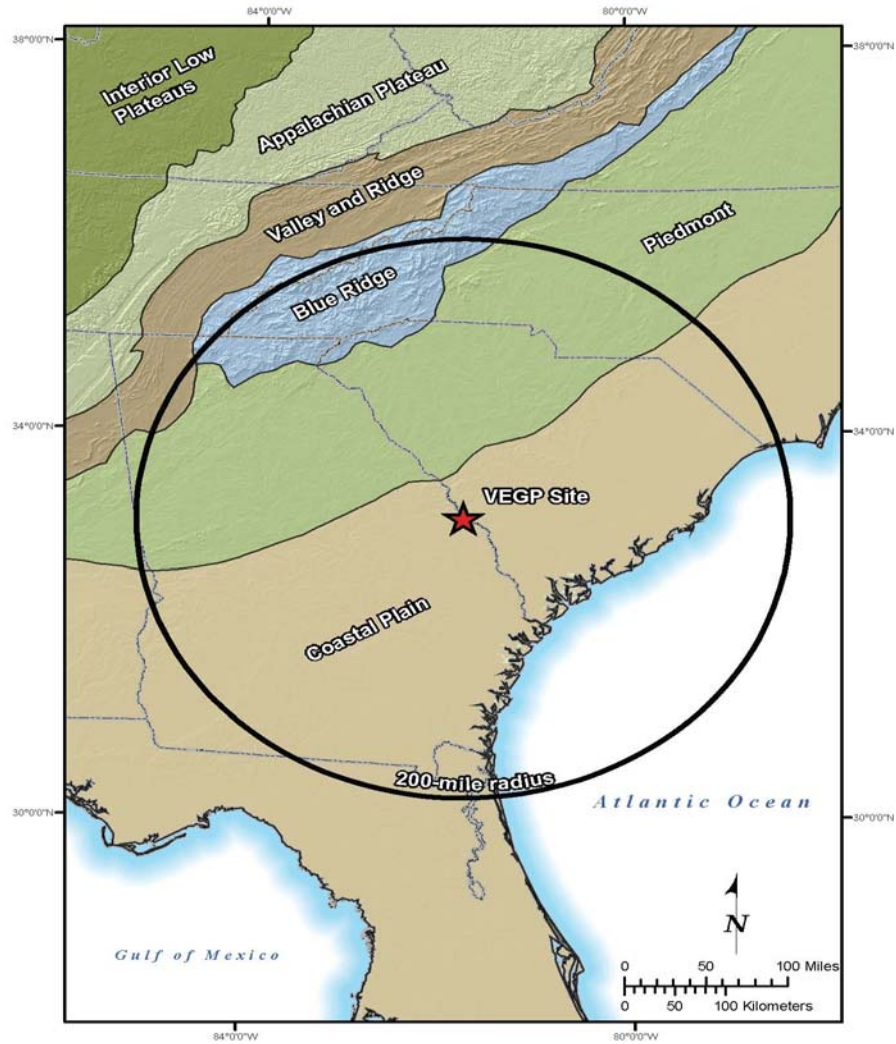 84°0'0"W
80°0'0"W
38°0'0"N
38°0'0"N
Interior Low
Plateaus
Appalachian Plateau
Valley and Ridge
Piedmont
Blue Ridge
34°0'0"N
34°0'0"N
VEGP Site
Coastal Plain
200-mile radius
30°0'0"N
30°0'0"N
Atlantic Ocean
N
Gulf of Mexico
0 50 100 Miles
0 50 100 Kilometers
84°0'0"W
80°0'0"W